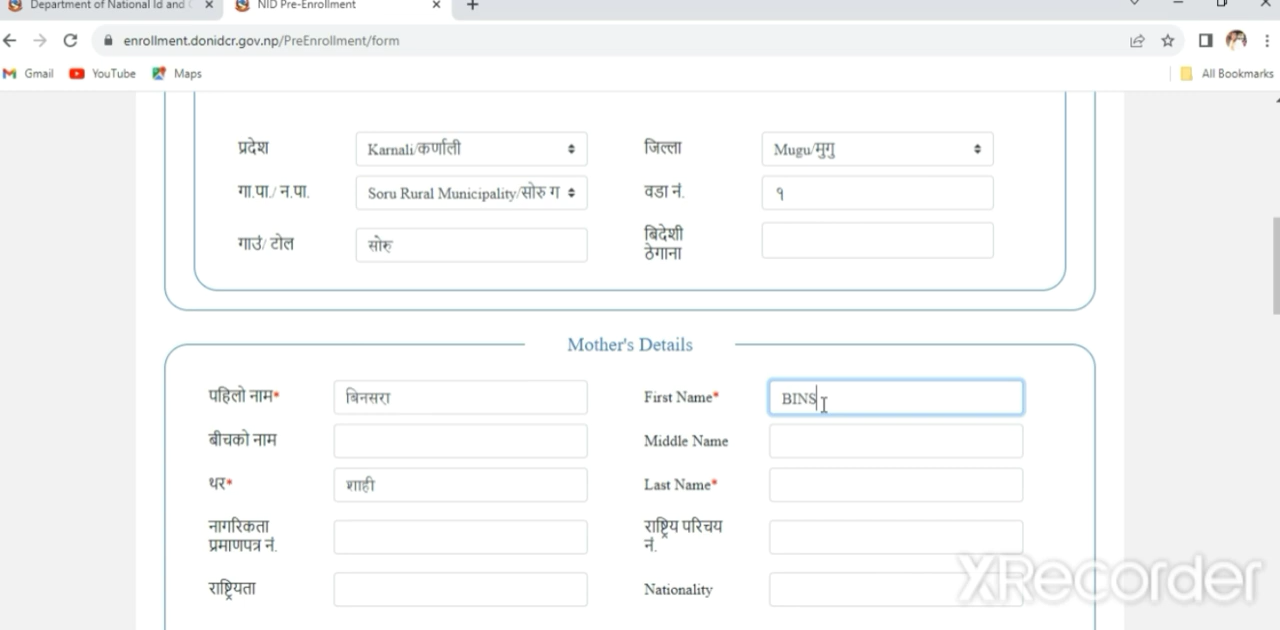 Department of National Id and
NID Pre-Enrollment
enrollment.donidcr.gov.np/PreEnrollment/form
Gmail YouTube Maps All Bookmarks
प्रदेश Karnali/कर्णाली जिल्ला Mugu/मुगु
गा.पा./ न.पा. Soru Rural Municipality/सोरु ग वडा नं. १
गाउं/ टोल सोरू बिदेशी ठेगाना
Mother's Details
पहिलो नाम* बिनसरा First Name* BINS
बीचको नाम Middle Name
थर* शाही Last Name*
नागरिकता प्रमाणपत्र नं. राष्ट्रिय परिचय नं.
राष्ट्रियता Nationality
XRecorder